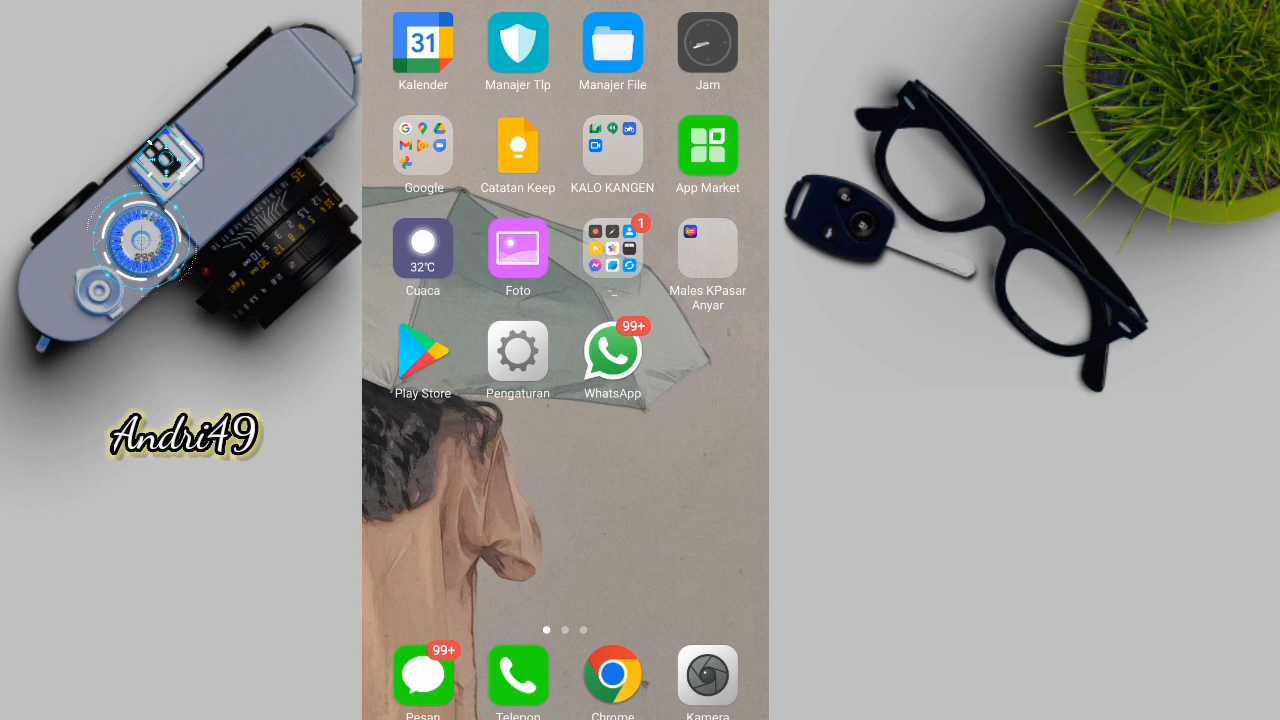 31
Kalender
Manajer Tlp
Manajer File
Jam
Google
Catatan Keep
KALO KANGEN
App Market
32°C
Cuaca
Foto
1
-_
Males KPasar
Anyar
Play Store
Pengaturan
99+
WhatsApp
Andri49
99+
Pesan
Telepon
Chrome
Kamera